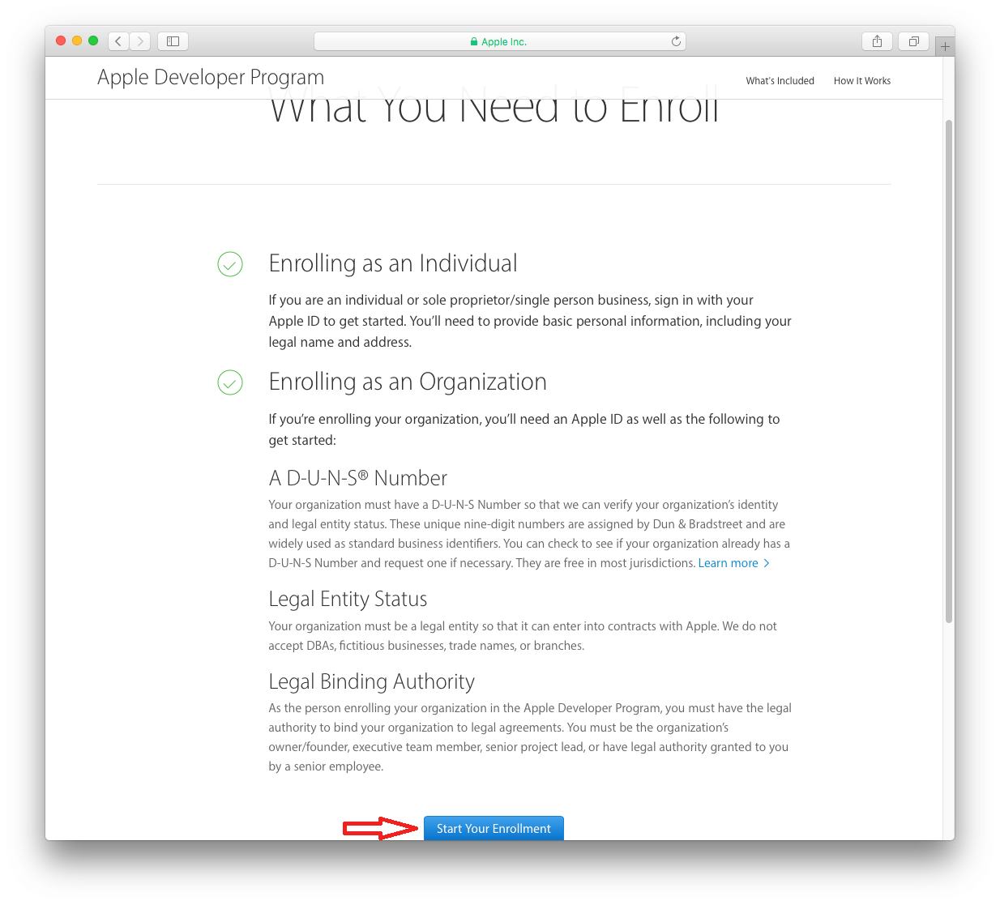 Apple Inc.
Apple Developer Program
What's Included
How It Works
What You Need to Enroll
Enrolling as an Individual
If you are an individual or sole proprietor/single person business, sign in with your
Apple ID to get started. You’ll need to provide basic personal information, including your
legal name and address.
Enrolling as an Organization
If you’re enrolling your organization, you’ll need an Apple ID as well as the following to
get started:
A D-U-N-S® Number
Your organization must have a D-U-N-S Number so that we can verify your organization’s identity
and legal entity status. These unique nine-digit numbers are assigned by Dun & Bradstreet and are
widely used as standard business identifiers. You can check to see if your organization already has a
D-U-N-S Number and request one if necessary. They are free in most jurisdictions. Learn more >
Legal Entity Status
Your organization must be a legal entity so that it can enter into contracts with Apple. We do not
accept DBAs, fictitious businesses, trade names, or branches.
Legal Binding Authority
As the person enrolling your organization in the Apple Developer Program, you must have the legal
authority to bind your organization to legal agreements. You must be the organization’s
owner/founder, executive team member, senior project lead, or have legal authority granted to you
by a senior employee.
Start Your Enrollment